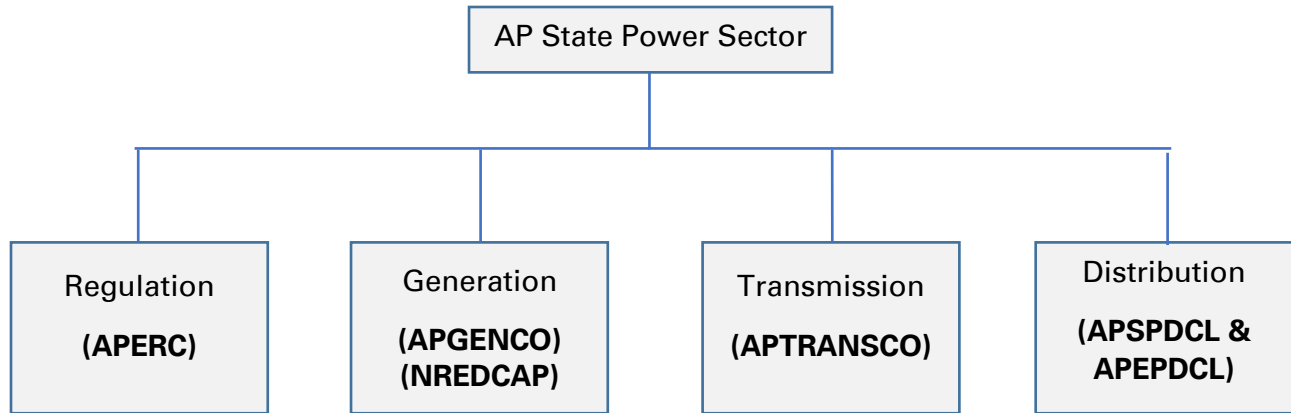 AP State Power Sector
Regulation
(APERC)
Generation
(APGENCO)
(NREDCAP)
Transmission
(APTRANSCO)
Distribution
(APSPDCL &
APEPDCL)